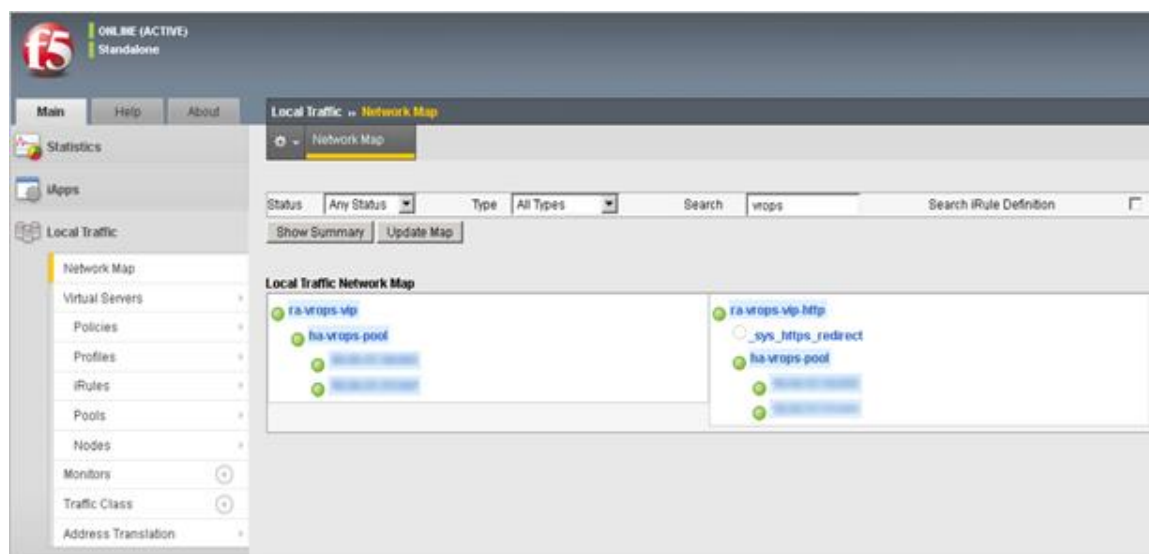 f5
ONLINE (ACTIVE)
Standalone
Main
Help
About
Statistics
iApps
Local Traffic
Network Map
Virtual Servers
Policies
Profiles
iRules
Pools
Nodes
Monitors
Traffic Class
Address Translation
Local Traffic » Network Map
Network Map
Status Any Status Type All Types Search vrops Search iRule Definition
Show Summary Update Map
Local Traffic Network Map
ra-vrops-vip
ha-vrops-pool
ra-vrops-vip-http
_sys_https_redirect
ha-vrops-pool